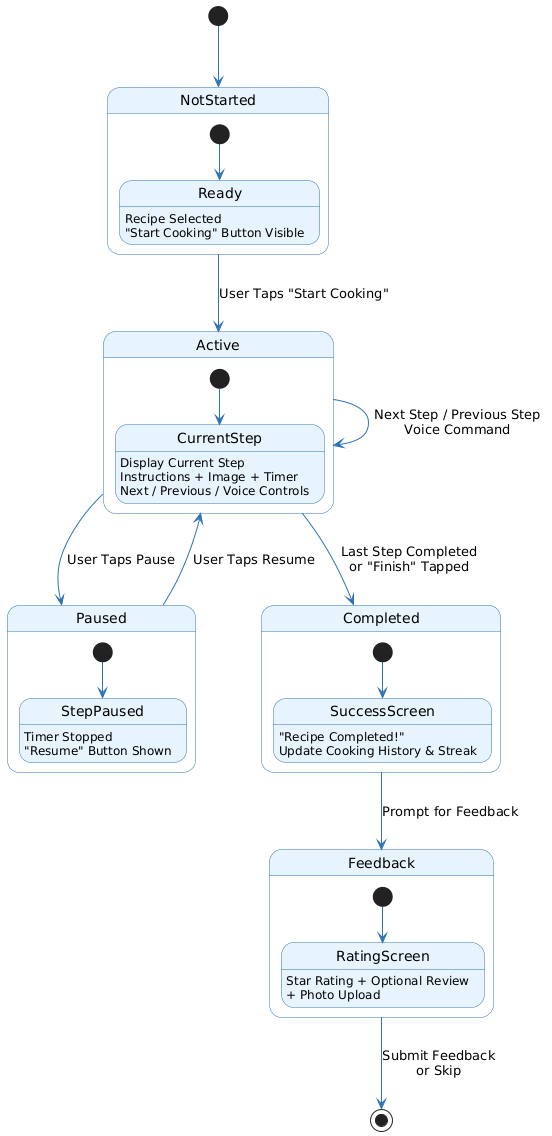 NotStarted
Ready
Recipe Selected
"Start Cooking" Button Visible
User Taps "Start Cooking"
Active
CurrentStep
Display Current Step
Instructions + Image + Timer
Next / Previous / Voice Controls
Next Step / Previous Step
Voice Command
User Taps Pause
User Taps Resume
Last Step Completed
or "Finish" Tapped
Paused
StepPaused
Timer Stopped
"Resume" Button Shown
Completed
SuccessScreen
"Recipe Completed!"
Update Cooking History & Streak
Prompt for Feedback
Feedback
RatingScreen
Star Rating + Optional Review
+ Photo Upload
Submit Feedback
or Skip